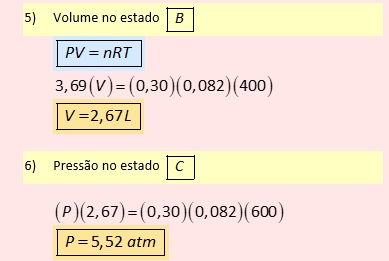 5) Volume no estado B
PV = nRT
3,69(V)=(0,30)(0,082)(400)
V=2,67L
6) Pressão no estado C
(P)(2,67)=(0,30)(0,082)(600)
P=5,52 atm